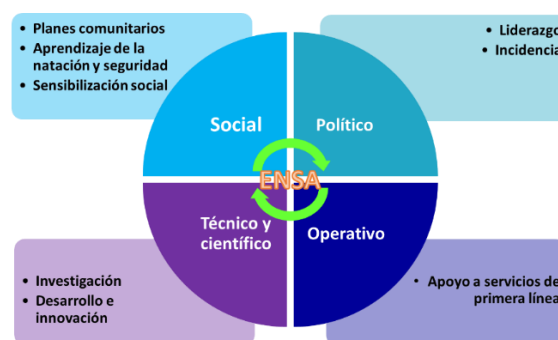 • Planes comunitarios
• Aprendizaje de la
natación y seguridad
• Sensibilización social
• Liderazgo
• Incidencia
Social
Político
ENSA
Técnico y
científico
Operativo
• Investigación
• Desarrollo e
innovación
• Apoyo a servicios de
primera línea